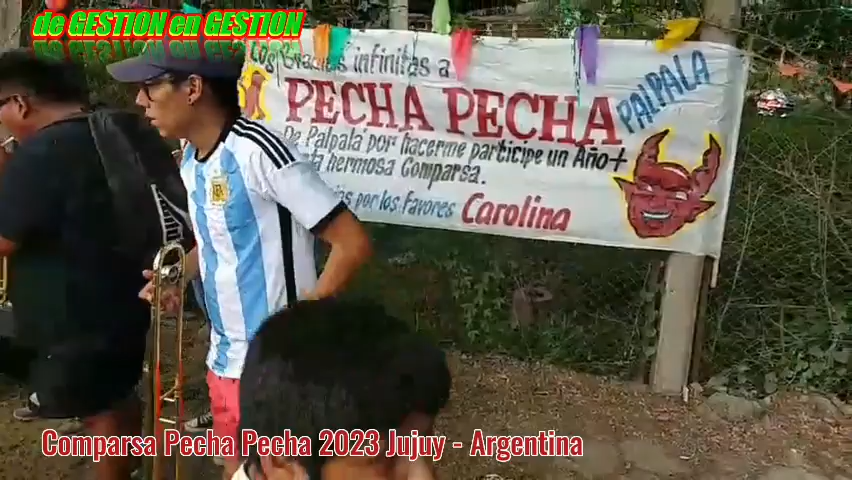 de GESTION en GESTION
Los Gracias infinitas a
PECHA PECHA PALPALA
De Palpalá por hacerme participe un Año +
hermosa Comparsa.
por los favores Carolina
Comparsa Pecha Pecha 2023 Jujuy - Argentina